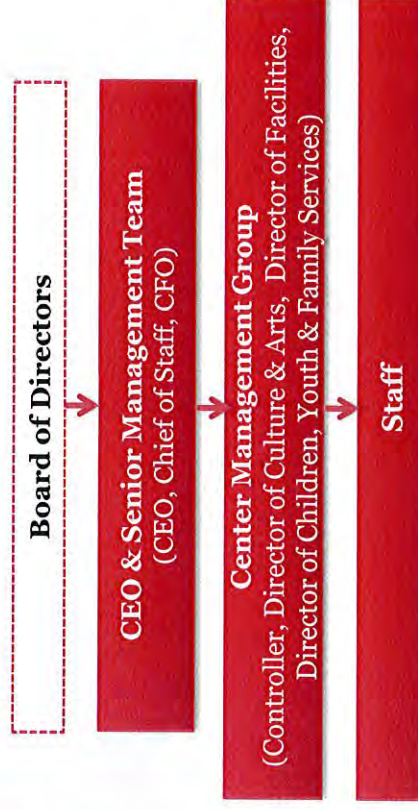 Board of Directors
CEO & Senior Management Team
(CEO, Chief of Staff, CFO)
Center Management Group
(Controller, Director of Culture & Arts, Director of Facilities,
Director of Children, Youth & Family Services)
Staff